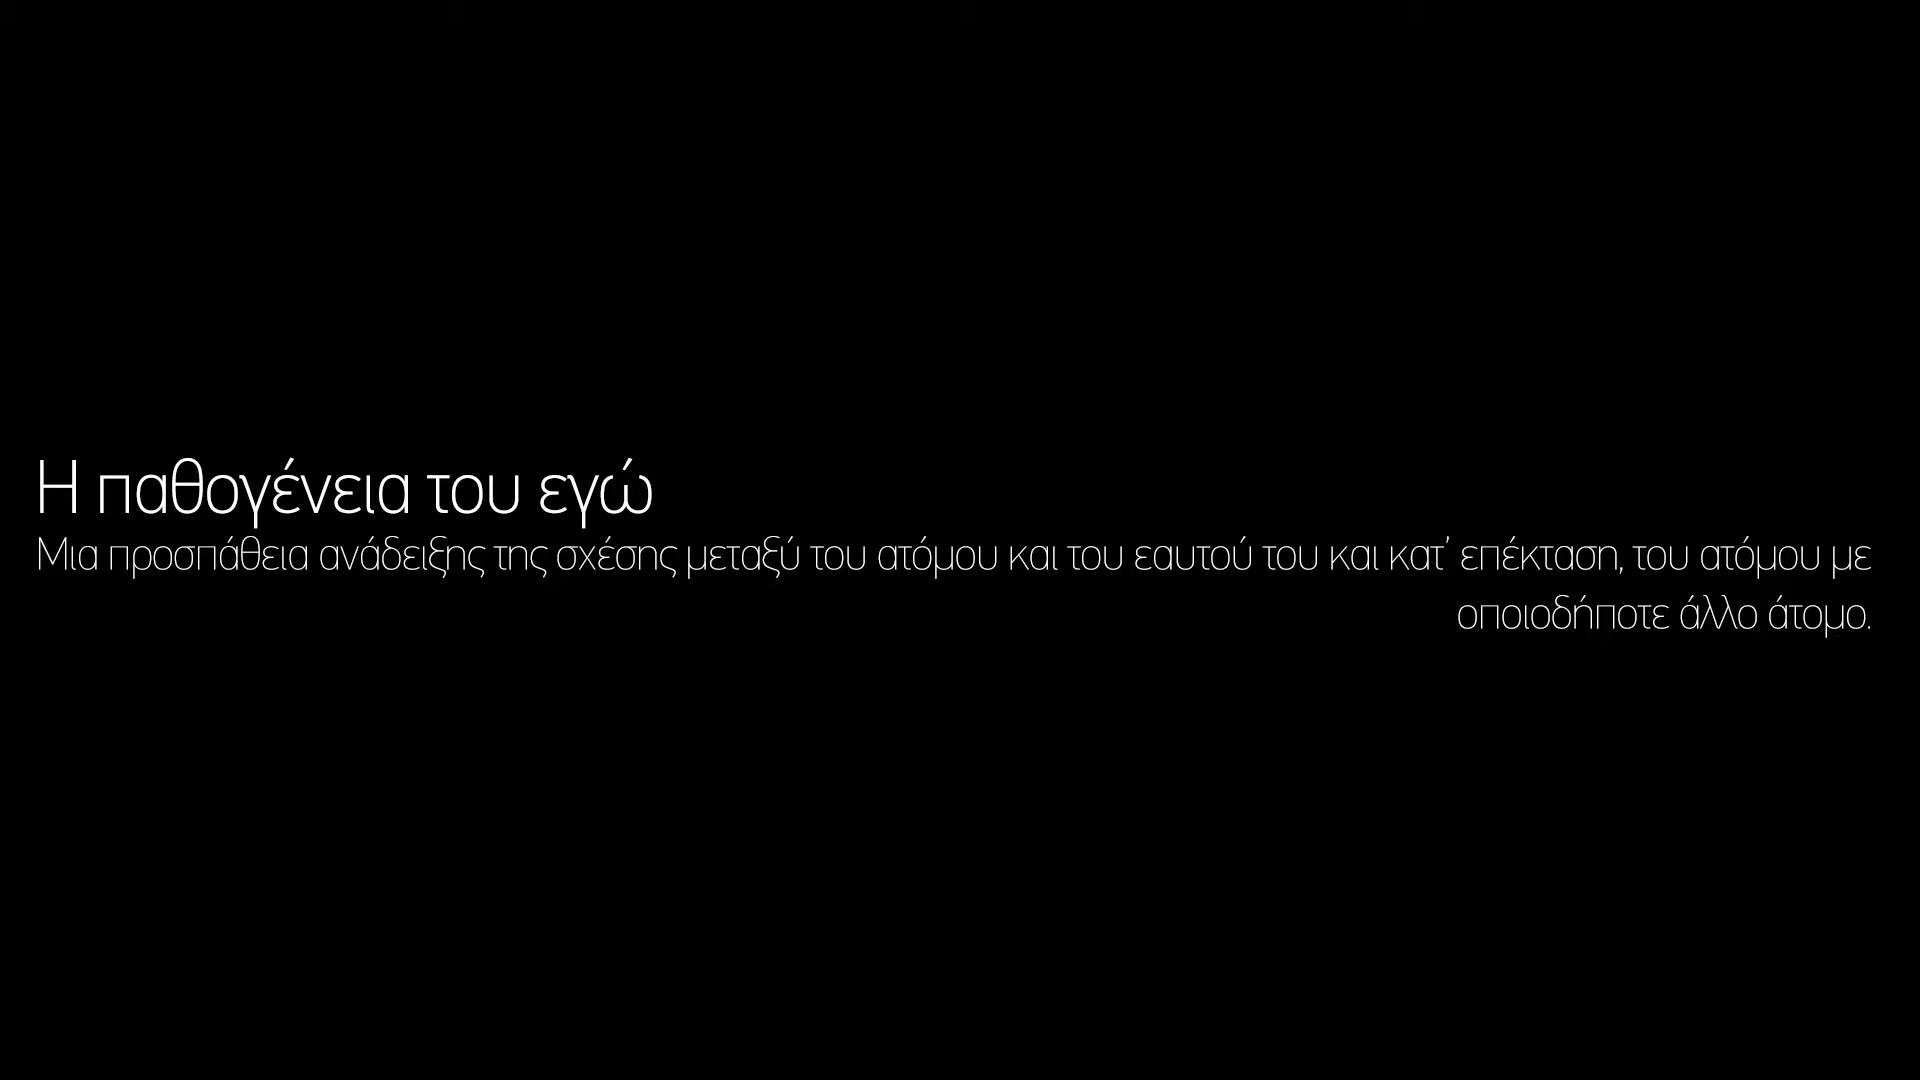 Η παθογένεια του εγώ
Μια προσπάθεια ανάδειξης της σχέσης μεταξύ του ατόμου και του εαυτού του και κατ’ επέκταση, του ατόμου με
οποιοδήποτε άλλο άτομο.